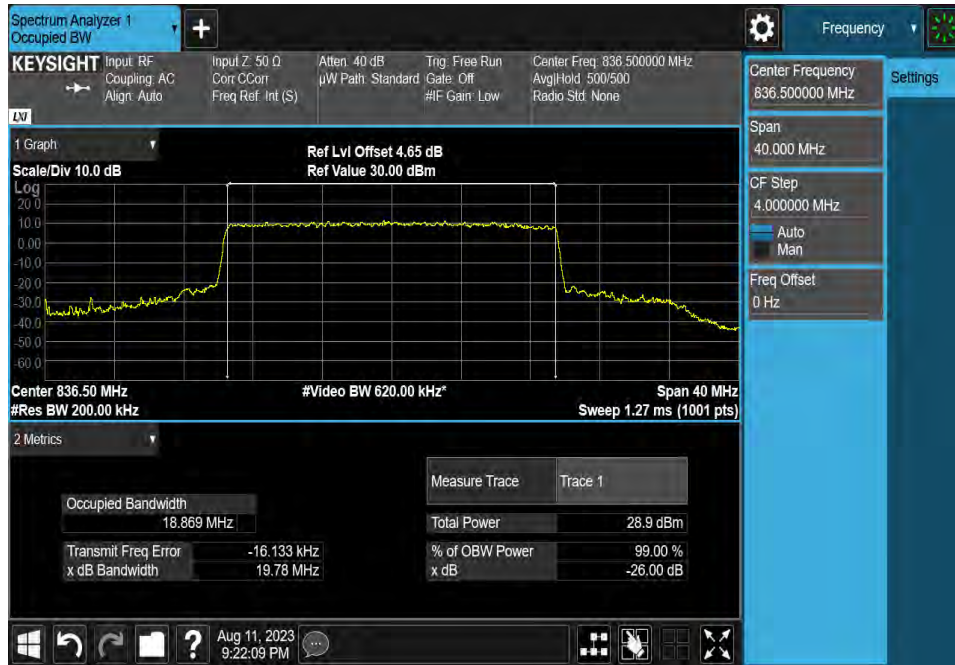 Spectrum Analyzer 1
Occupied BW
+
Frequency
KEYSIGHT
Input: RF
Coupling: AC
Align: Auto
Input Z: 50 Ω
Corr CCorr
Freq Ref: Int (S)
Atten: 40 dB
µW Path: Standard
Trig: Free Run
Gate: Off
#IF Gain: Low
Center Freq: 836.500000 MHz
Avg|Hold: 500/500
Radio Std: None
LXI
Center Frequency
836.500000 MHz
Settings
Span
40.000 MHz
CF Step
4.000000 MHz
Auto
Man
Freq Offset
0 Hz
1 Graph
Scale/Div 10.0 dB
Ref Lvl Offset 4.65 dB
Ref Value 30.00 dBm
Log
20.0
10.0
0.00
-10.0
-20.0
-30.0
-40.0
-50.0
-60.0
Center 836.50 MHz
#Video BW 620.00 kHz*
Span 40 MHz
#Res BW 200.00 kHz
Sweep 1.27 ms (1001 pts)
2 Metrics
Measure Trace
Trace 1
Occupied Bandwidth
18.869 MHz
Total Power
28.9 dBm
Transmit Freq Error
-16.133 kHz
% of OBW Power
99.00 %
x dB Bandwidth
19.78 MHz
x dB
-26.00 dB
?
Aug 11, 2023
9:22:09 PM